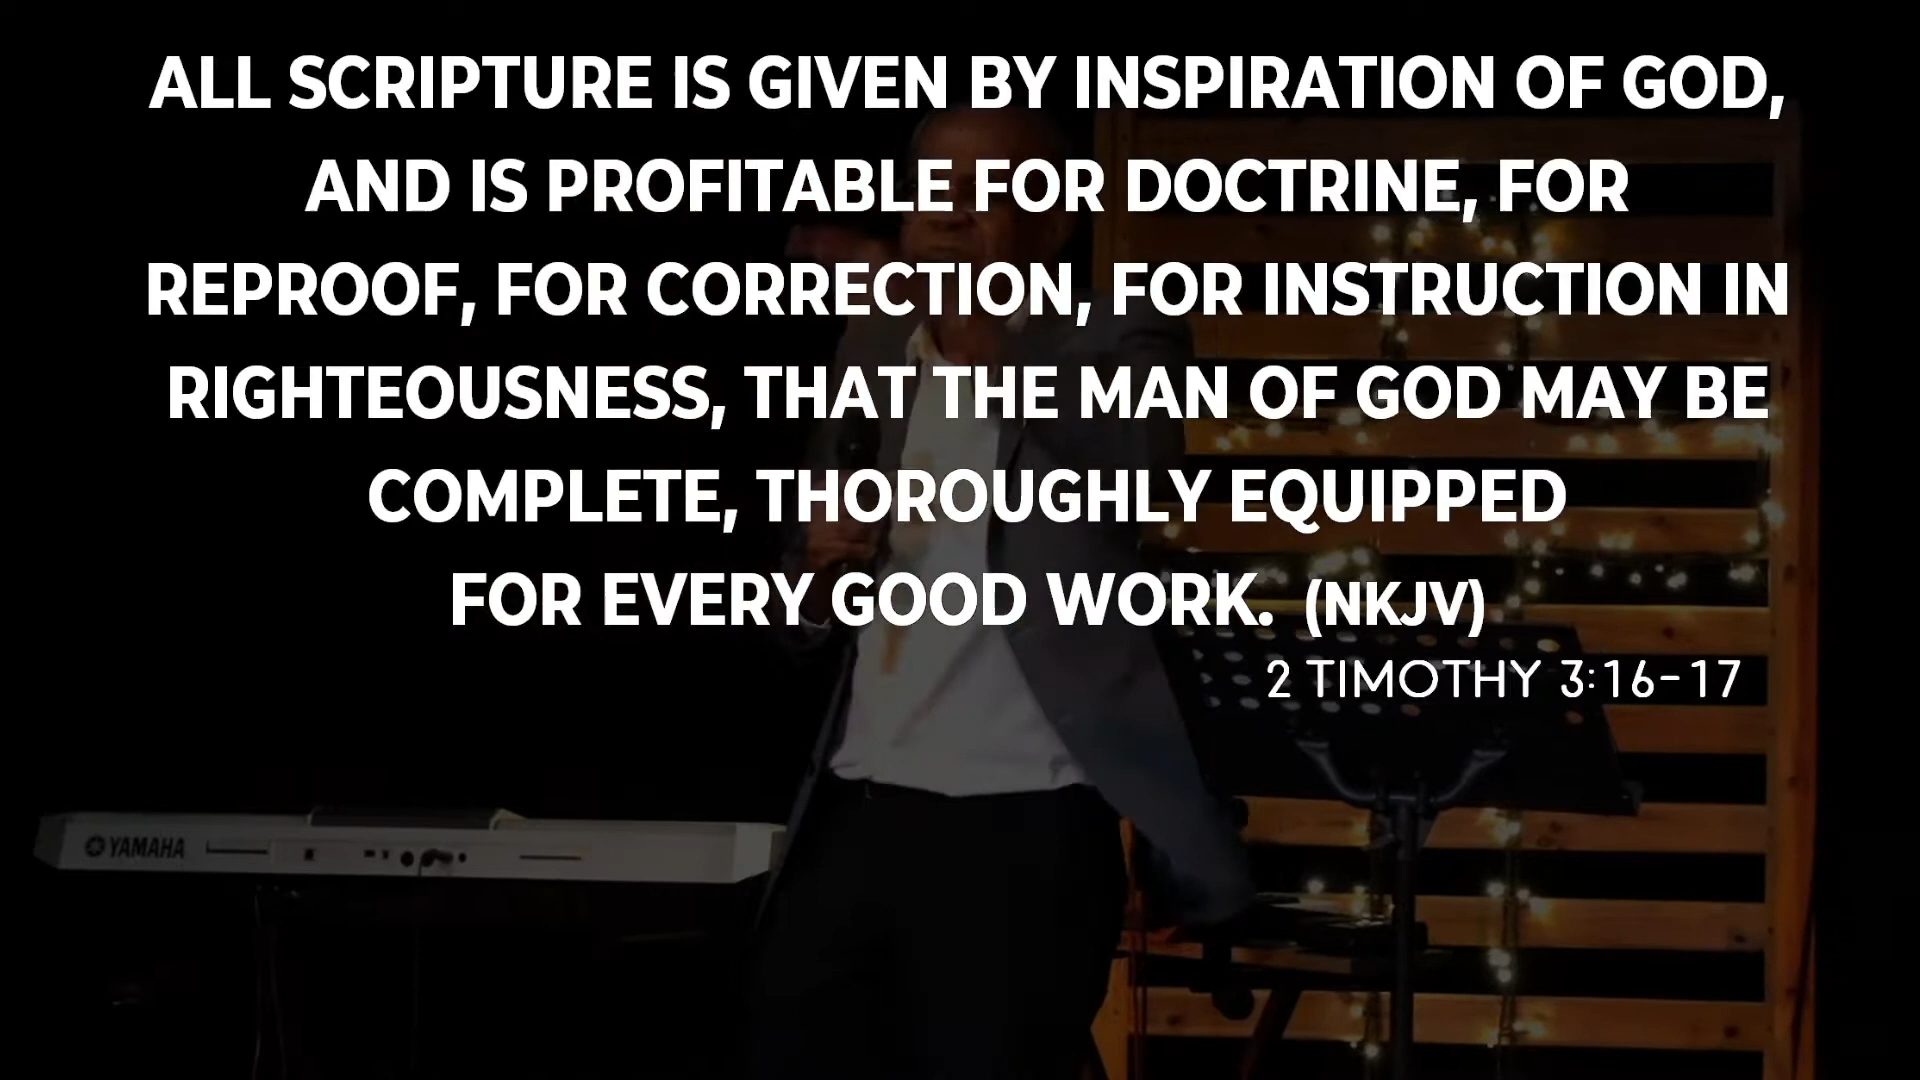 ALL SCRIPTURE IS GIVEN BY INSPIRATION OF GOD,
AND IS PROFITABLE FOR DOCTRINE, FOR
REPROOF, FOR CORRECTION, FOR INSTRUCTION IN
RIGHTEOUSNESS, THAT THE MAN OF GOD MAY BE
COMPLETE, THOROUGHLY EQUIPPED
FOR EVERY GOOD WORK. (NKJV)
2 TIMOTHY 3:16-17
YAMAHA